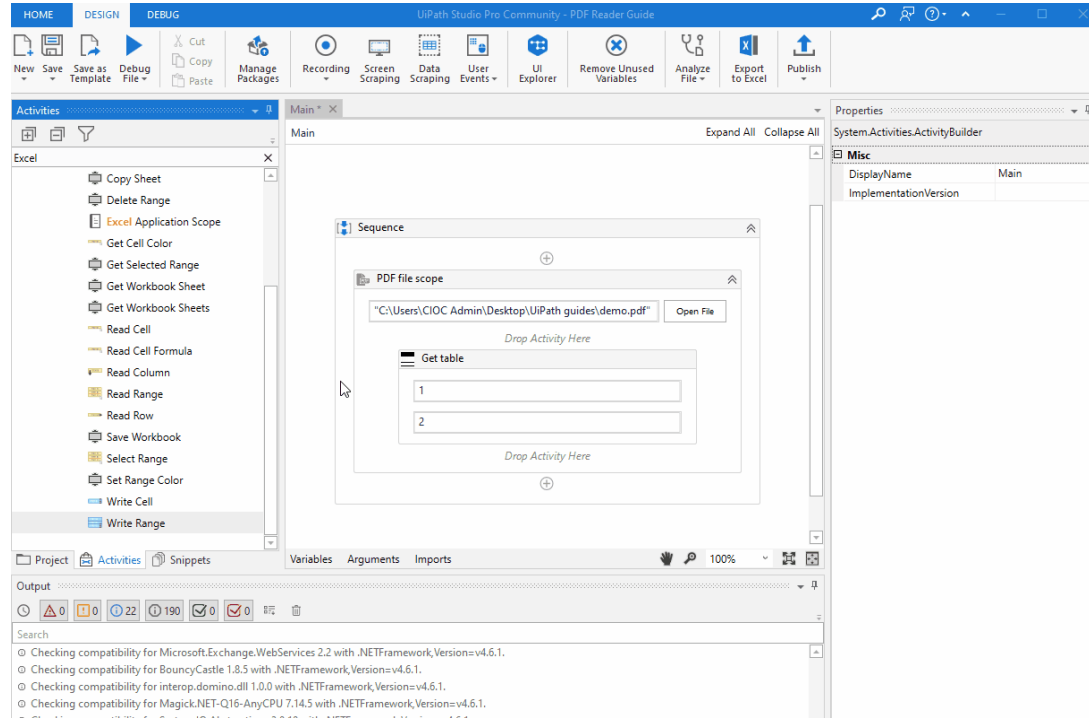 HOME DESIGN DEBUG UiPath Studio Pro Community - PDF Reader Guide
New Save Save as Template Debug File Cut Copy Paste Manage Packages Recording Screen Scraping Data Scraping User Events UI Explorer Remove Unused Variables Analyze File Export to Excel Publish
Activities
Excel
Copy Sheet
Delete Range
Excel Application Scope
Get Cell Color
Get Selected Range
Get Workbook Sheet
Get Workbook Sheets
Read Cell
Read Cell Formula
Read Column
Read Range
Read Row
Save Workbook
Select Range
Set Range Color
Write Cell
Write Range
Project Activities Snippets
Main *
Main Expand All Collapse All
Sequence
PDF file scope
"C:\Users\CIOC Admin\Desktop\UiPath guides\demo.pdf" Open File
Drop Activity Here
Get table
1
2
Drop Activity Here
Variables Arguments Imports 100%
Properties
System.Activities.ActivityBuilder
Misc
DisplayName Main
ImplementationVersion
Output
0 0 22 190 0 0
Search
Checking compatibility for Microsoft.Exchange.WebServices 2.2 with .NETFramework,Version=v4.6.1.
Checking compatibility for BouncyCastle 1.8.5 with .NETFramework,Version=v4.6.1.
Checking compatibility for interop.domino.dll 1.0.0 with .NETFramework,Version=v4.6.1.
Checking compatibility for Magick.NET-Q16-AnyCPU 7.14.5 with .NETFramework,Version=v4.6.1.